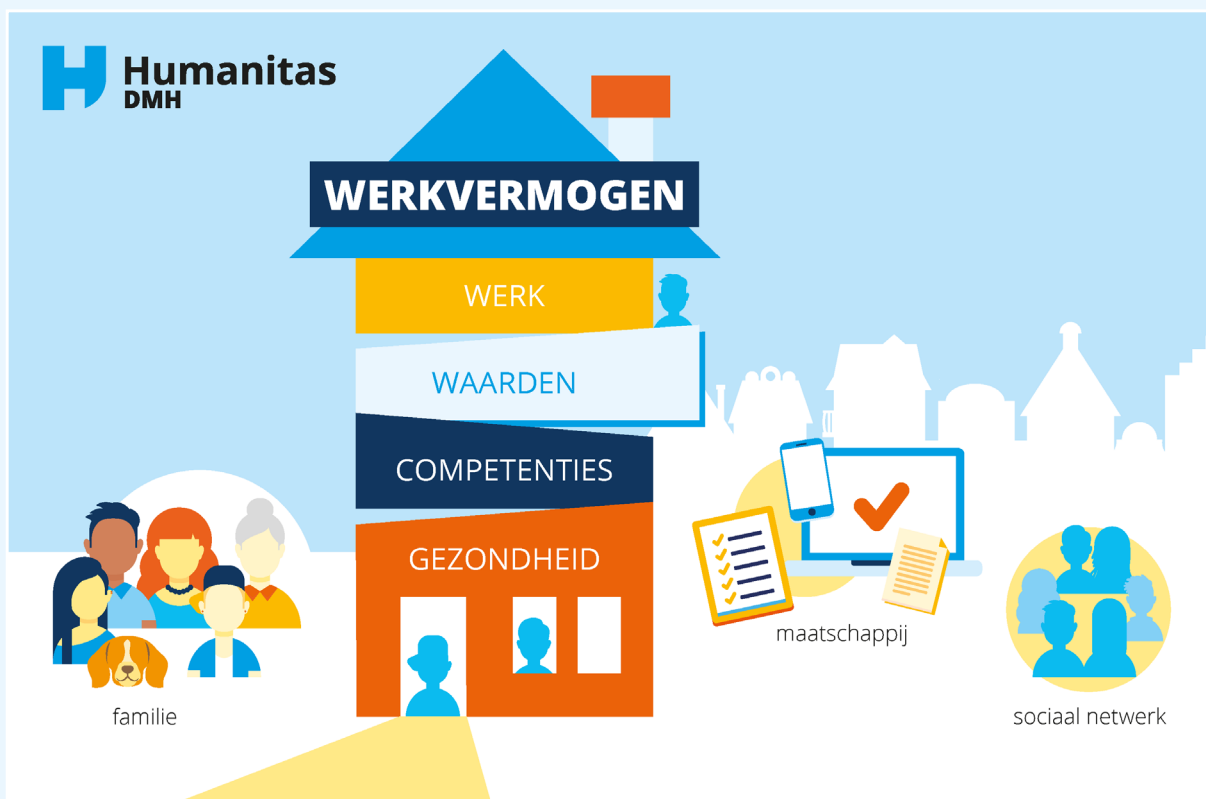 Humanitas
DMH
WERKVERMOGEN
WERK
WAARDEN
COMPETENTIES
GEZONDHEID
familie
maatschappij
sociaal netwerk